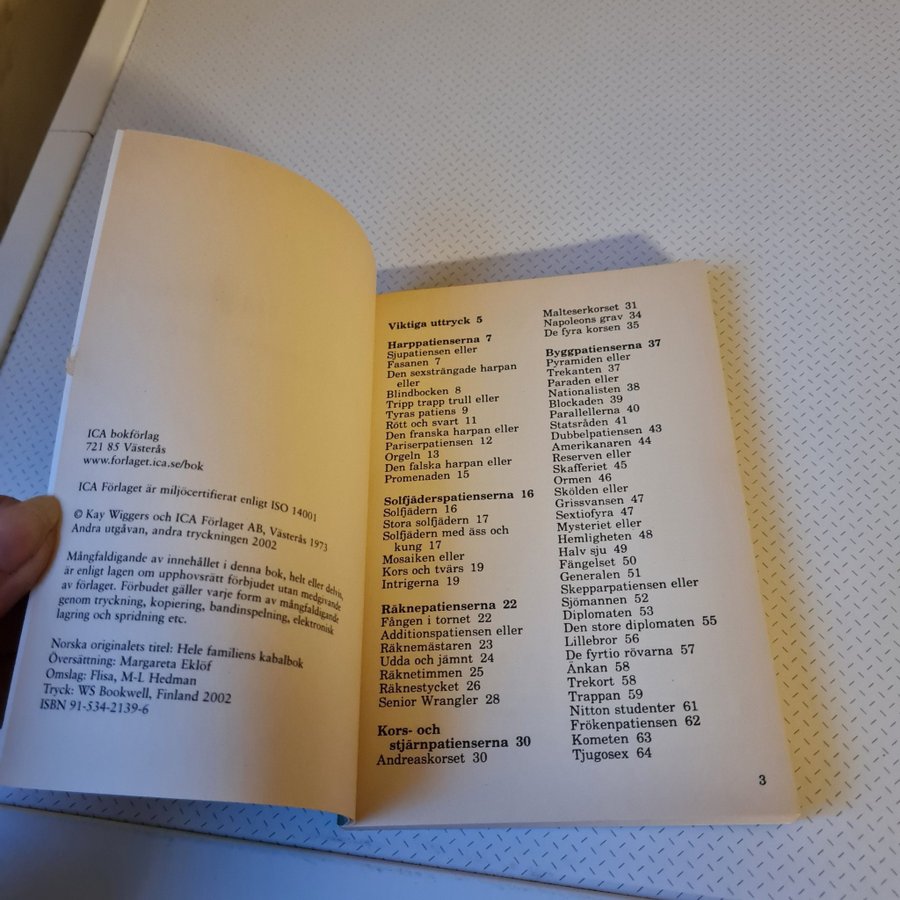 ICA bokförlag
721 85 Västerås
www.forlaget.ica.se/bok
ICA Förlaget är miljöcertifierat enligt ISO 14001
© Kay Wiggers och ICA Förlaget AB, Västerås 1973
Andra utgåvan, andra tryckningen 2002
Mångfaldigande av innehållet i denna bok, helt eller delvis,
är enligt lagen om upphovsrätt förbjudet utan medgivande
av förlaget. Förbudet gäller varje form av mångfaldigande
genom tryckning, kopiering, bandinspelning, elektronisk
lagring och spridning etc.
Norska originalets titel: Hele familiens kabalbok
Översättning: Margareta Eklöf
Omslag: Flisa, M-L Hedman
Tryck: WS Bookwell, Finland 2002
ISBN 91-534-2139-6
Viktiga uttryck 5
Harppatienserna 7
Sjupatiensen eller
Fasanen 7
Den sexsträngade harpan
eller
Blindbocken 8
Tripp trapp trull eller
Tyras patiens 9
Rött och svart 11
Den franska harpan eller
Pariserpatiensen 12
Orgeln 13
Den falska harpan eller
Promenaden 15
Solfjäderspatienserna 16
Solfjädern 16
Stora solfjädern 17
Solfjädern med äss och
kung 17
Mosaiken eller
Kors och tvärs 19
Intrigerna 19
Räknepatienserna 22
Fången i tornet 22
Additionspatiensen eller
Räknemästaren 23
Udda och jämnt 24
Räknetimmen 25
Räknestycket 26
Senior Wrangler 28
Kors- och
stjärnpatienserna 30
Andreaskorset 30
Malteserkorset 31
Napoleons grav 34
De fyra korsen 35
Byggpatienserna 37
Pyramiden eller
Trekanten 37
Paraden eller
Nationalisten 38
Blockaden 39
Parallellerna 40
Statsråden 41
Dubbelpatiensen 43
Amerikanaren 44
Reserven eller
Skafferiet 45
Ormen 46
Skölden eller
Grissvansen 47
Sextiofyra 47
Mysteriet eller
Hemligheten 48
Halv sju 49
Fängelset 50
Generalen 51
Skepparpatiensen eller
Sjömannen 52
Diplomaten 53
Den store diplomaten 55
Lillebror 56
De fyrtio rövarna 57
Änkan 58
Trekort 58
Trappan 59
Nitton studenter 61
Frökenpatiensen 62
Kometen 63
Tjugosex 64
3